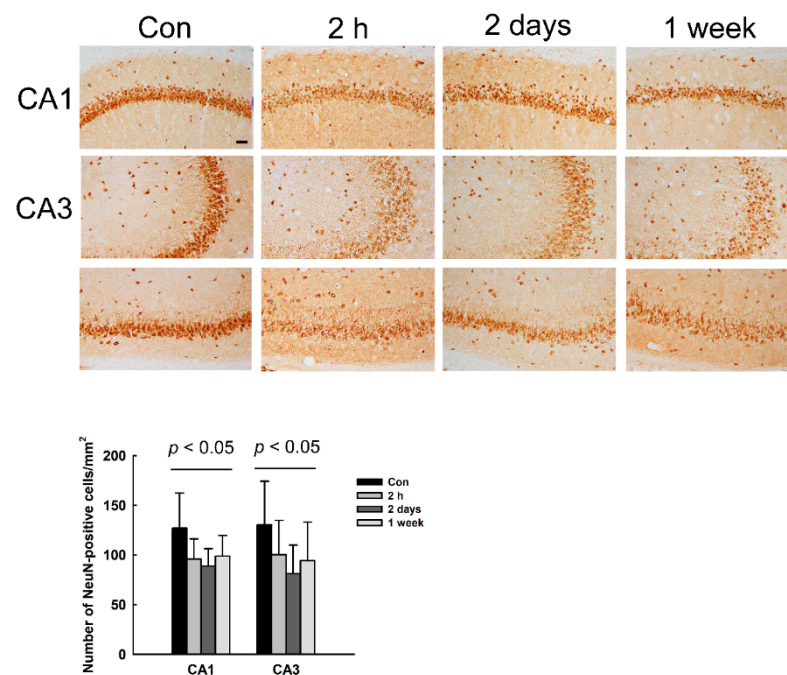 Con 2 h 2 days 1 week
CA1
CA3
Number of NeuN-positive cells/mm²
200
150
100
50
0
p < 0.05 p < 0.05
Con
2 h
2 days
1 week
CA1 CA3